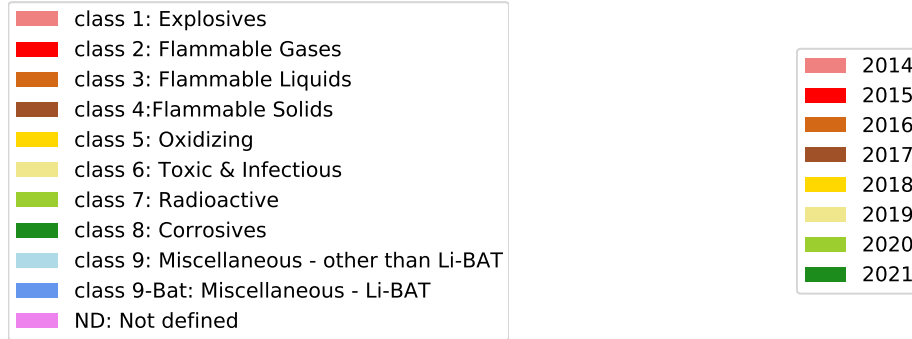 class 1: Explosives
class 2: Flammable Gases
class 3: Flammable Liquids
class 4:Flammable Solids
class 5: Oxidizing
class 6: Toxic & Infectious
class 7: Radioactive
class 8: Corrosives
class 9: Miscellaneous - other than Li-BAT
class 9-Bat: Miscellaneous - Li-BAT
ND: Not defined
2014
2015
2016
2017
2018
2019
2020
2021